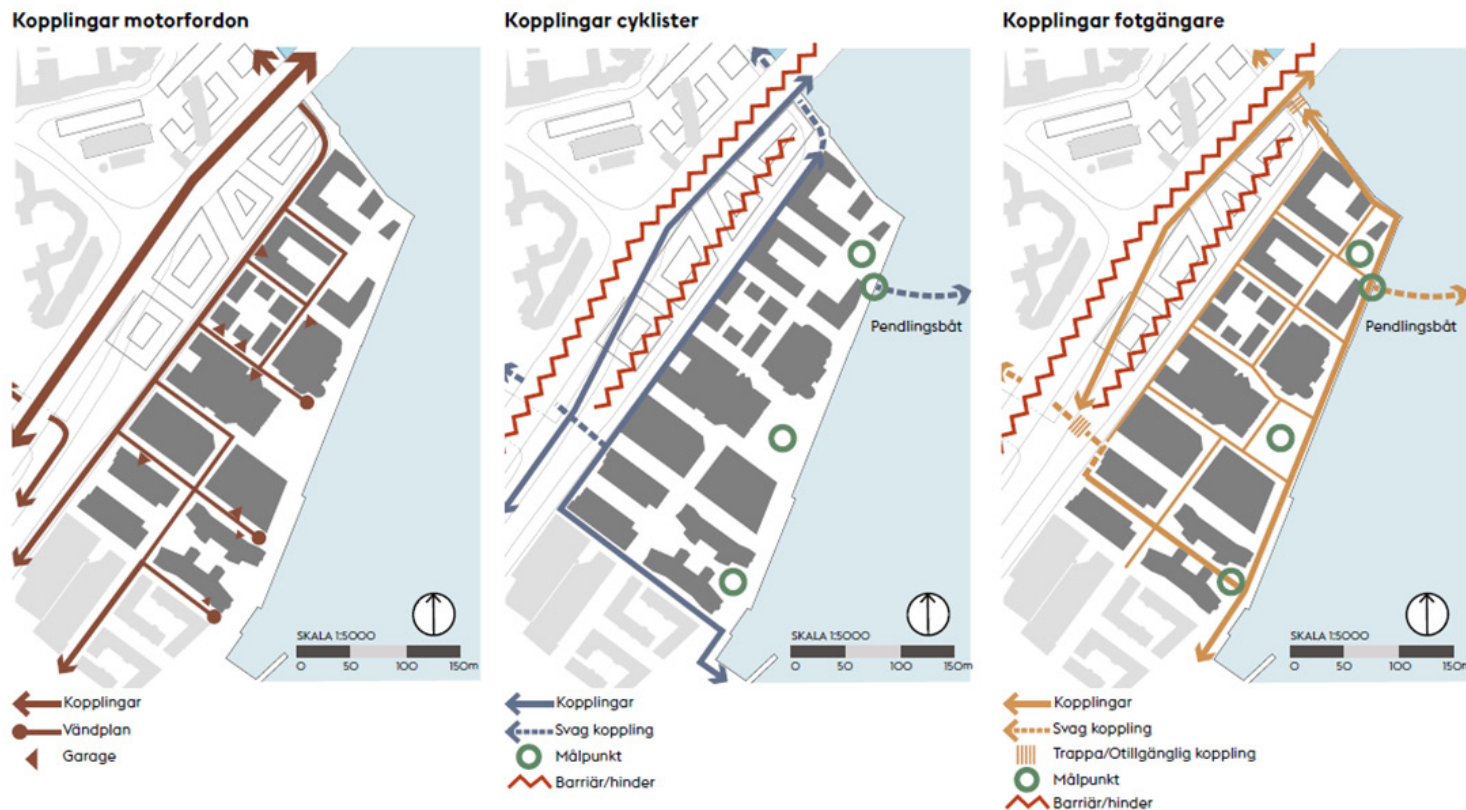 Kopplingar motorfordon
SKALA 1:5000
0 50 100 150m
Kopplingar
Vändplan
Garage
Kopplingar cyklister
Pendlingsbåt
SKALA 1:5000
0 50 100 150m
Kopplingar
Svag koppling
Målpunkt
Barriär/hinder
Kopplingar fotgängare
Pendlingsbåt
SKALA 1:5000
0 50 100 150m
Kopplingar
Svag koppling
Trappa/Otillgänglig koppling
Målpunkt
Barriär/hinder